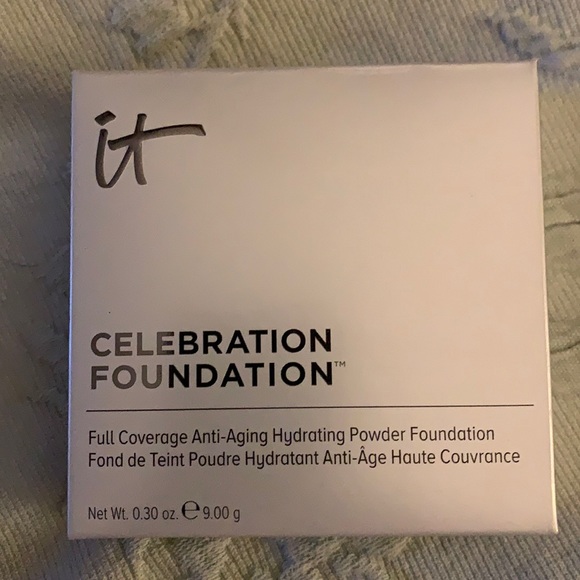 it
CELEBRATION
FOUNDATION™
Full Coverage Anti-Aging Hydrating Powder Foundation
Fond de Teint Poudre Hydratant Anti-Âge Haute Couvrance
Net Wt. 0.30 oz. ℮ 9.00 g